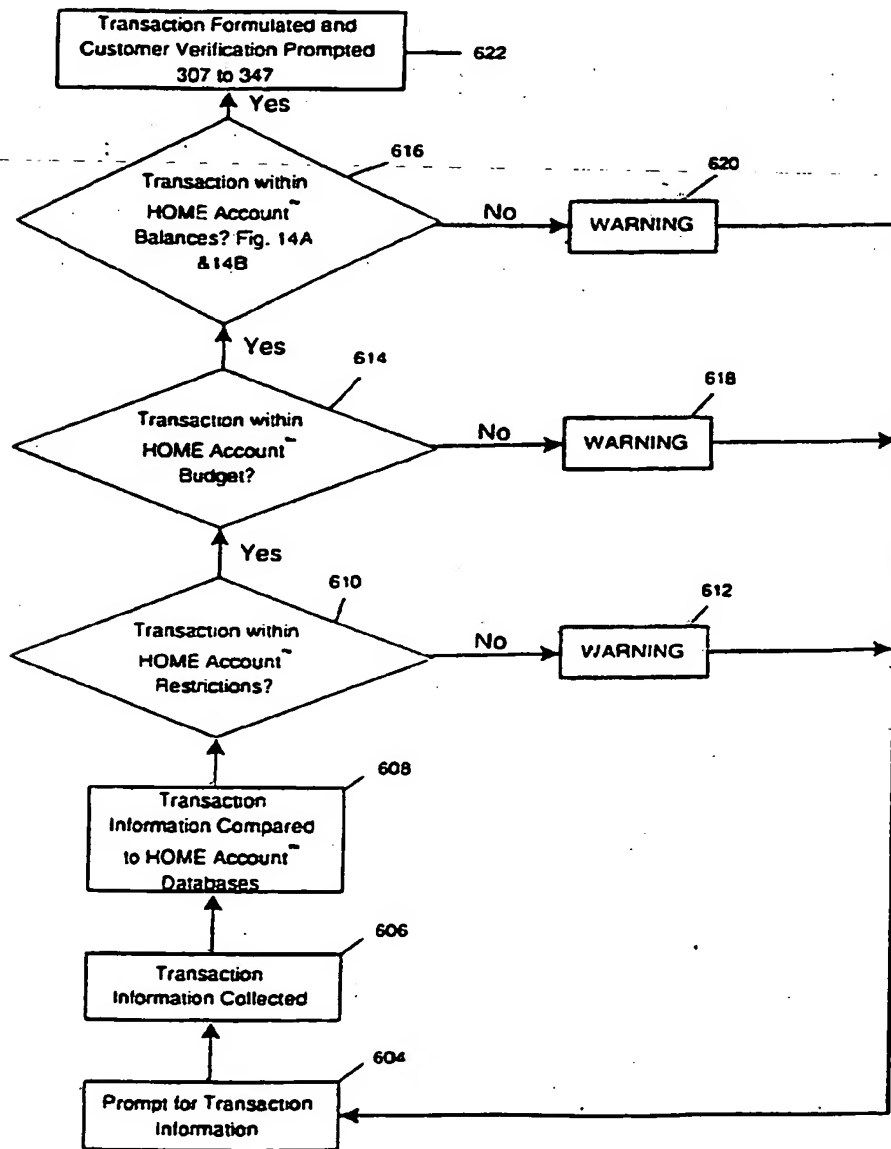 Transaction Formulated and
Customer Verification Prompted
307 to 347
622
Yes
616
Transaction within
HOME Account~
Balances? Fig. 14A
&14B
No
620
WARNING
Yes
614
Transaction within
HOME Account~
Budget?
No
618
WARNING
Yes
610
Transaction within
HOME Account~
Restrictions?
No
612
WARNING
608
Transaction
Information Compared
to HOME Account~
Databases
606
Transaction
Information Collected
604
Prompt for Transaction
Information